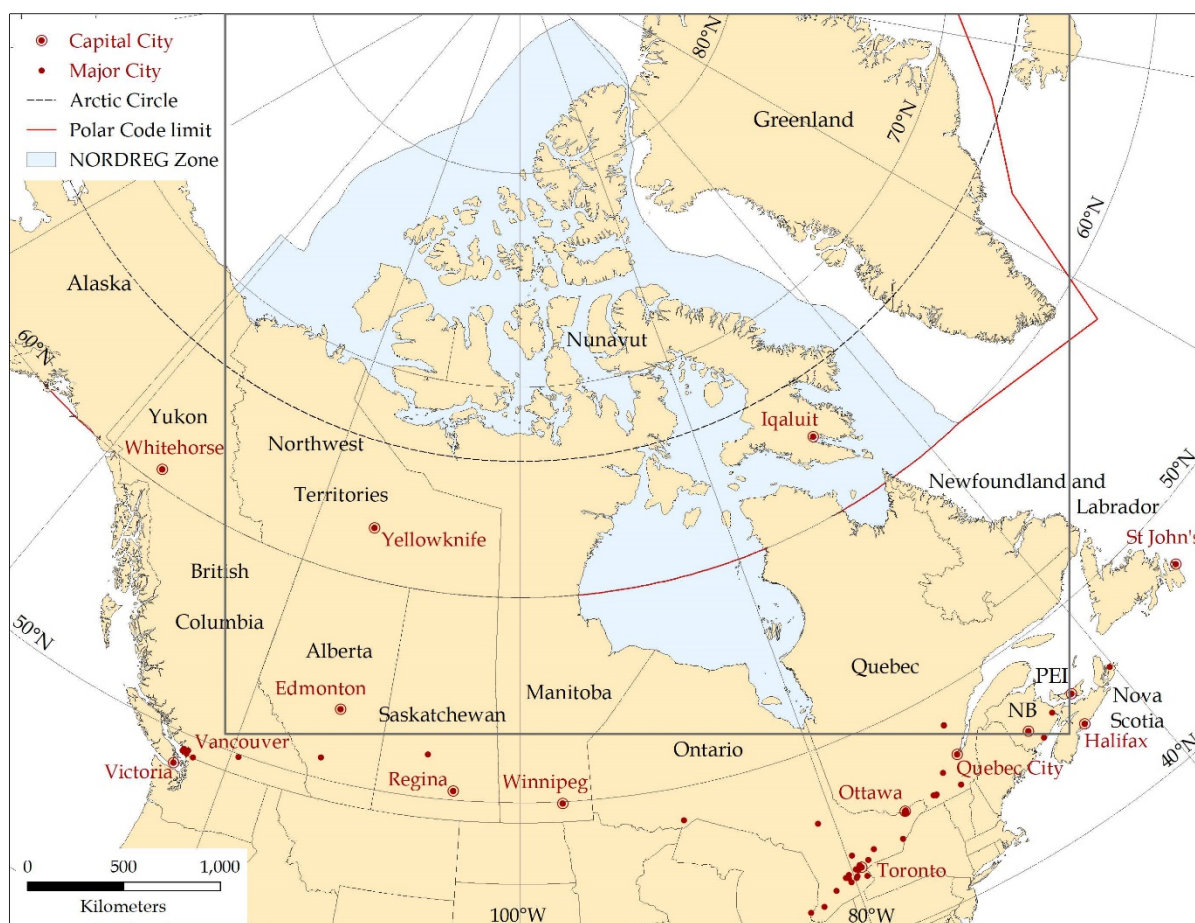 Capital City
Major City
Arctic Circle
Polar Code limit
NORDREG Zone
80°N
70°N
60°N
Greenland
Alaska
60°N
Nunavut
Yukon
Whitehorse
Northwest
Territories
Yellowknife
Iqaluit
Newfoundland and
Labrador
50°N
St John's
British
Columbia
50°N
Alberta
Edmonton
Saskatchewan
Manitoba
Quebec
PEI
NB
Nova
Scotia
Halifax
40°N
Ontario
Vancouver
Victoria
Regina
Winnipeg
Quebec City
Ottawa
Toronto
0 500 1,000
Kilometers
100°W
80°W